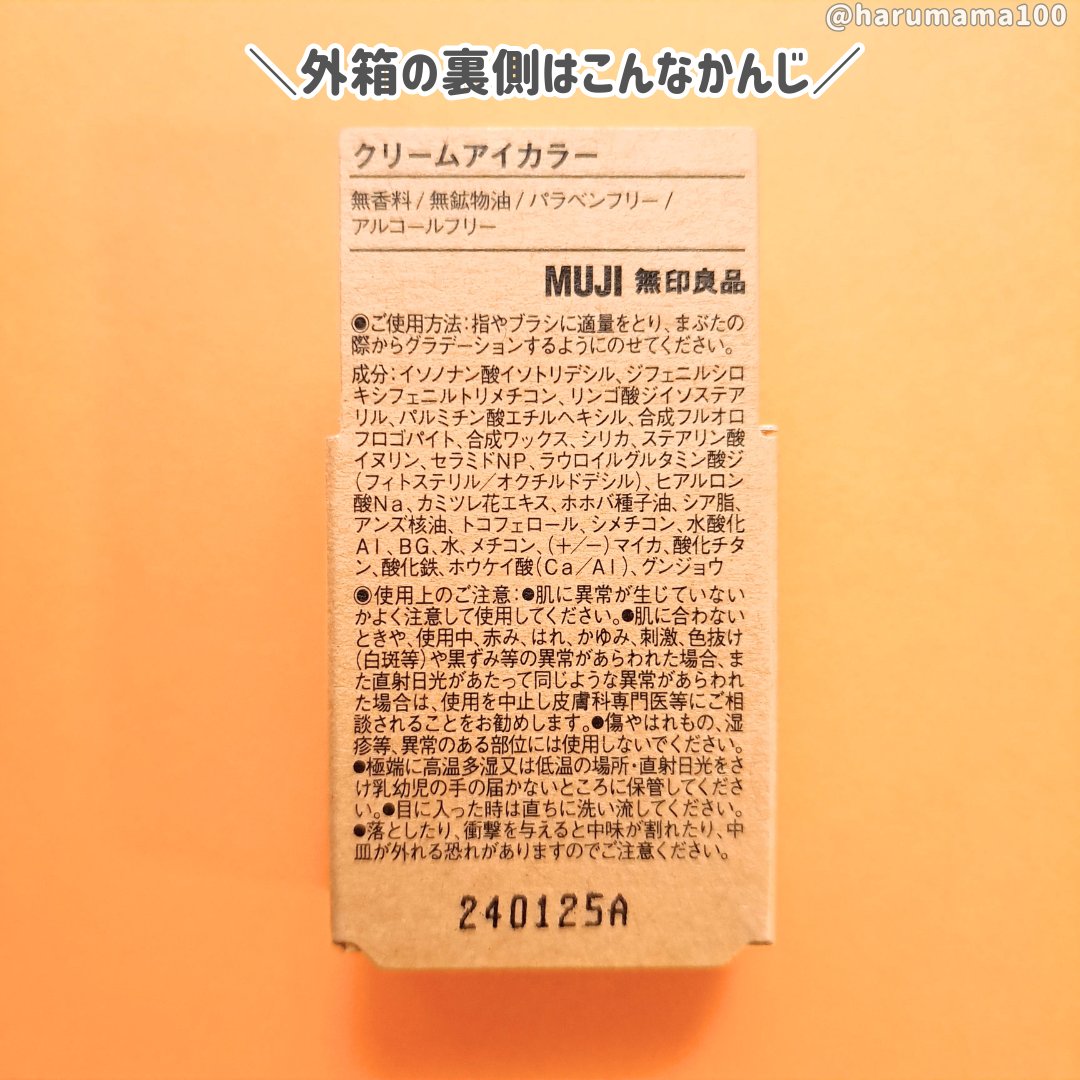 @harumama100
＼外箱の裏側はこんなかんじ／
クリームアイカラー
無香料/無鉱物油/パラベンフリー/
アルコールフリー
MUJI 無印良品
◉ご使用方法:指やブラシに適量をとり、まぶたの
際からグラデーションするようにのせてください。
成分:イソノナン酸イソトリデシル、ジフェニルシロ
キシフェニルトリメチコン、リンゴ酸ジイソステア
リル、パルミチン酸エチルヘキシル、合成フルオロ
フロゴパイト、合成ワックス、シリカ、ステアリン酸
イヌリン、セラミドNP、ラウロイルグルタミン酸ジ
(フィトステリル/オクチルドデシル)、ヒアルロン
酸Na、カミツレ花エキス、ホホバ種子油、シア脂、
アンズ核油、トコフェロール、シメチコン、水酸化
Al、BG、水、メチコン、(+/−)マイカ、酸化チタ
ン、酸化鉄、ホウケイ酸(Ca/Al)、グンジョウ
◉使用上のご注意:●肌に異常が生じていない
かよく注意して使用してください。●肌に合わない
ときや、使用中、赤み、はれ、かゆみ、刺激、色抜け
(白斑等)や黒ずみ等の異常があらわれた場合、ま
た直射日光があたって同じような異常があらわれ
た場合は、使用を中止し皮膚科専門医等にご相
談されることをお勧めします。●傷やはれもの、湿
疹等、異常のある部位には使用しないでください。
●極端に高温多湿又は低温の場所・直射日光をさ
け乳幼児の手の届かないところに保管してくださ
い。●目に入った時は直ちに洗い流してください。
●落としたり、衝撃を与えると中味が割れたり、中
皿が外れる恐れがありますのでご注意ください。
240125A